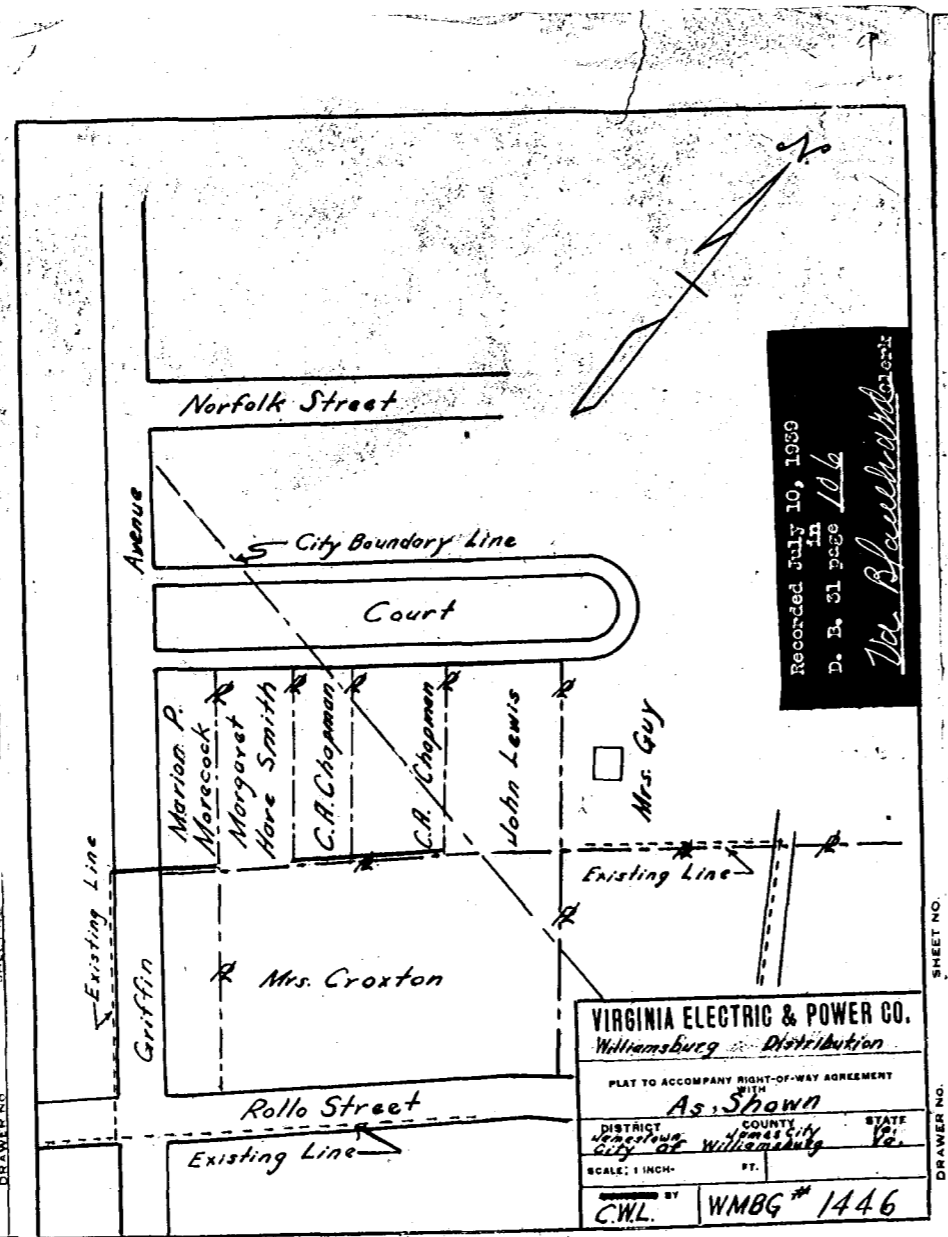 Norfolk Street
Avenue
City Boundary Line
Court
Recorded July 10, 1939
in
D. B. 31 page 106
Va.
Clerk
Marion P.
Morecock
Margaret
Hare Smith
C.A. Chapman
C.A. Chapman
John Lewis
Mrs. Guy
Existing Line
Existing Line
Griffin
Mrs. Croxton
Rollo Street
Existing Line
VIRGINIA ELECTRIC & POWER CO.
Williamsburg Distribution
PLAT TO ACCOMPANY RIGHT-OF-WAY AGREEMENT
WITH
As Shown
DISTRICT COUNTY STATE
Jamestown James City Va.
City of Williamsburg Va.
SCALE: 1 INCH- FT.
BY
C.W.L. WMBG # 1446
SHEET NO.
DRAWER NO.
DRAWER NO.
N